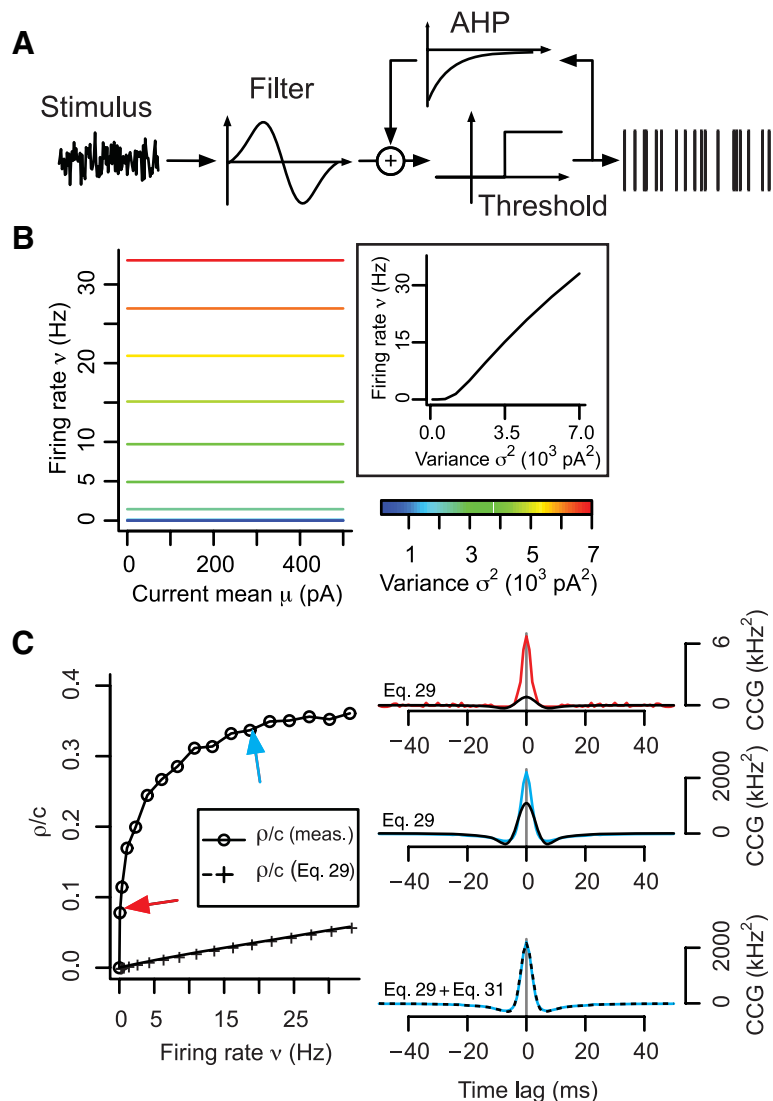 A
Stimulus
Filter
AHP
+
Threshold
B
Firing rate ν (Hz)
30
20
10
5
0
0
200
400
Current mean μ (pA)
Firing rate ν (Hz)
30
15
0
0.0
3.5
7.0
Variance σ² (10³ pA²)
1
3
5
7
Variance σ² (10³ pA²)
C
ρ/c
0.4
0.3
0.2
0.1
0.0
0
5
15
25
Firing rate ν (Hz)
ρ/c (meas.)
ρ/c (Eq. 29)
Eq. 29
−40
−20
0
20
40
0
6
CCG (kHz²)
Eq. 29
−40
−20
0
20
40
0
2000
CCG (kHz²)
Eq. 29 + Eq. 31
−40
−20
0
20
40
0
2000
CCG (kHz²)
Time lag (ms)